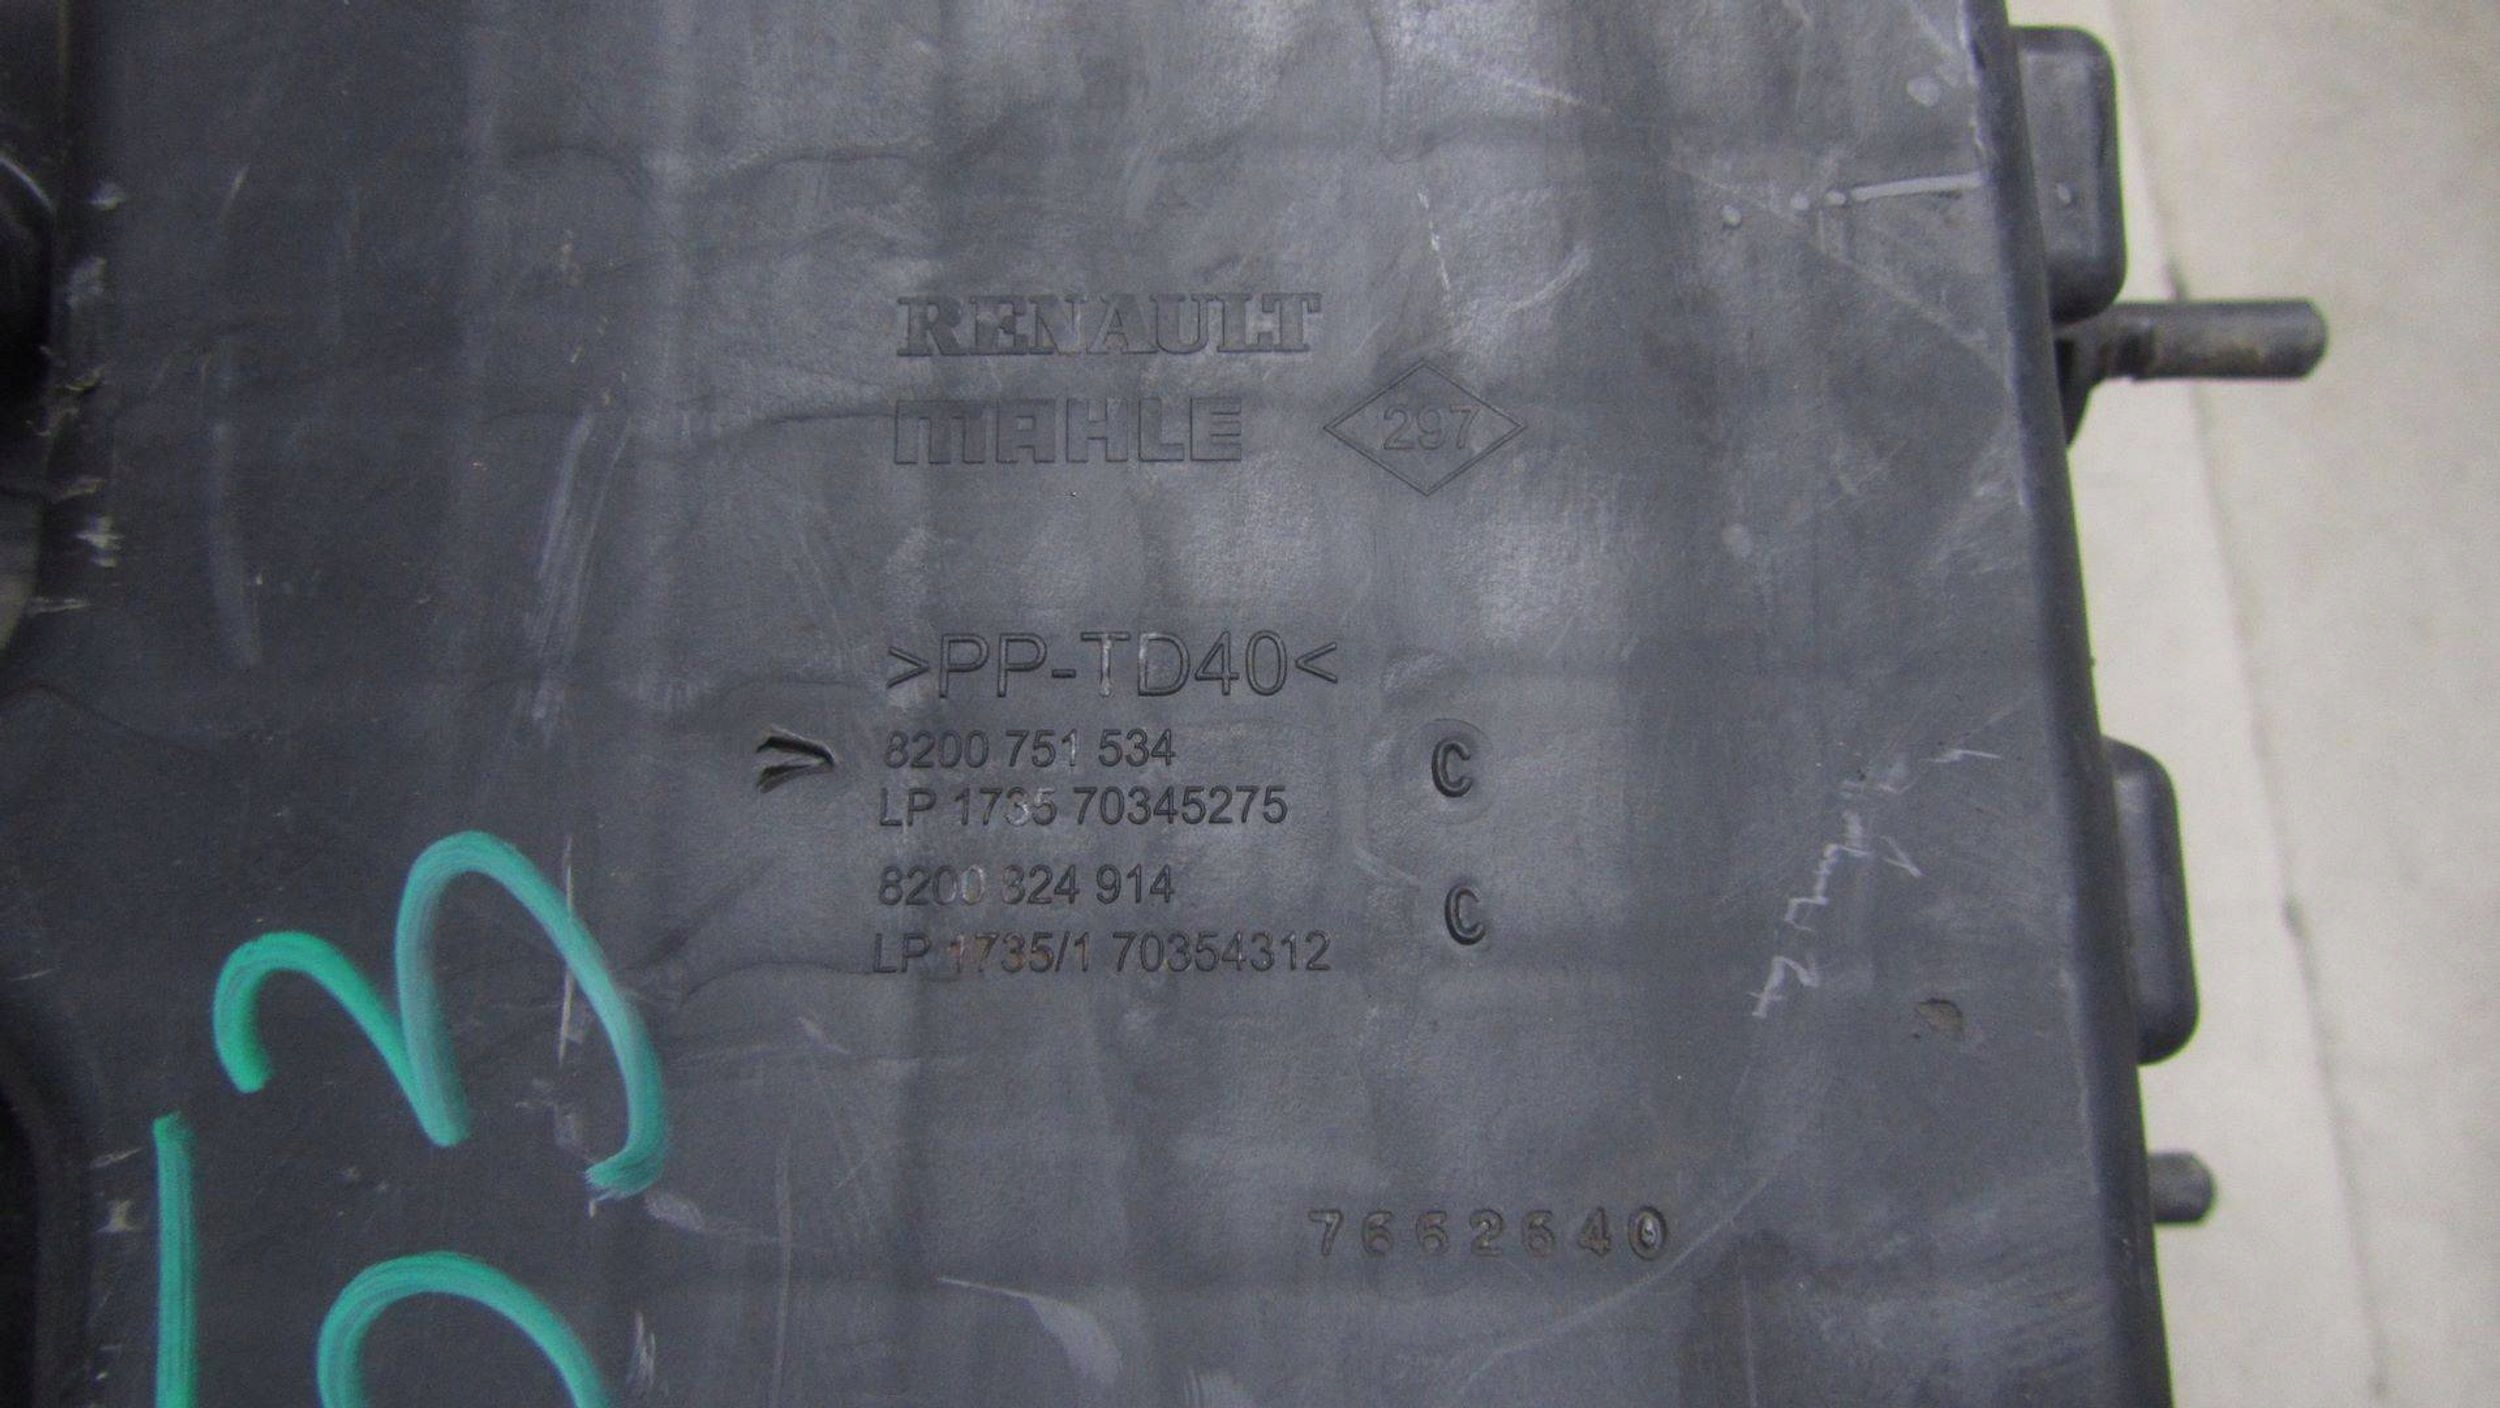 RENAULT
MAHLE 297
>PP-TD40<
8200 751 534 C
LP 1735 70345275
8200 824 914 C
LP 1735/1 70354312
7662640